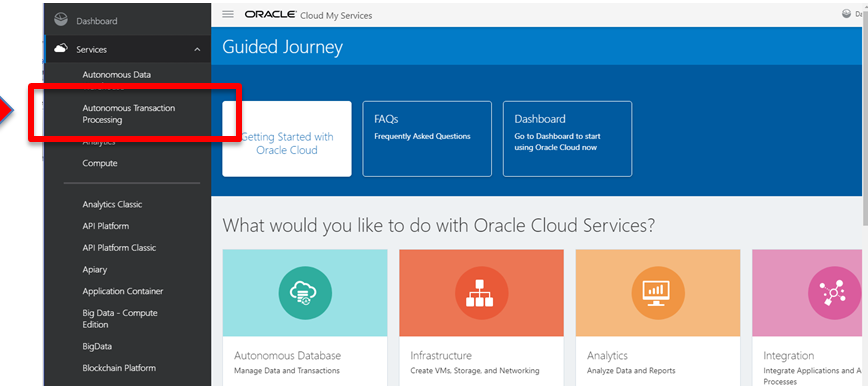 Dashboard
Services
Autonomous Data
Autonomous Transaction
Processing
Analytics
Compute
Analytics Classic
API Platform
API Platform Classic
Apiary
Application Container
Big Data - Compute
Edition
BigData
Blockchain Platform
ORACLE Cloud My Services
Guided Journey
Getting Started with
Oracle Cloud
FAQs
Frequently Asked Questions
Dashboard
Go to Dashboard to start
using Oracle Cloud now
What would you like to do with Oracle Cloud Services?
Autonomous Database
Manage Data and Transactions
Infrastructure
Create VMs, Storage, and Networking
Analytics
Analyze Data and Reports
Integration
Integrate Applications and A
Processes